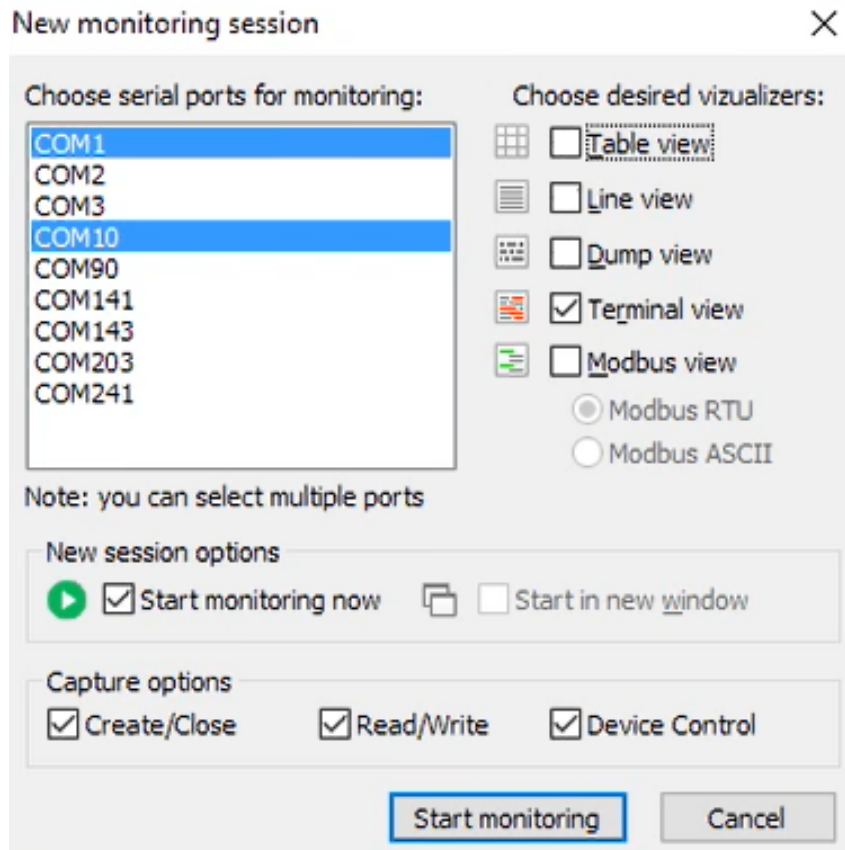 New monitoring session
Choose serial ports for monitoring:
COM1
COM2
COM3
COM10
COM90
COM141
COM143
COM203
COM241
Note: you can select multiple ports
Choose desired vizualizers:
Table view
Line view
Dump view
Terminal view
Modbus view
Modbus RTU
Modbus ASCII
New session options
Start monitoring now
Start in new window
Capture options
Create/Close
Read/Write
Device Control
Start monitoring
Cancel